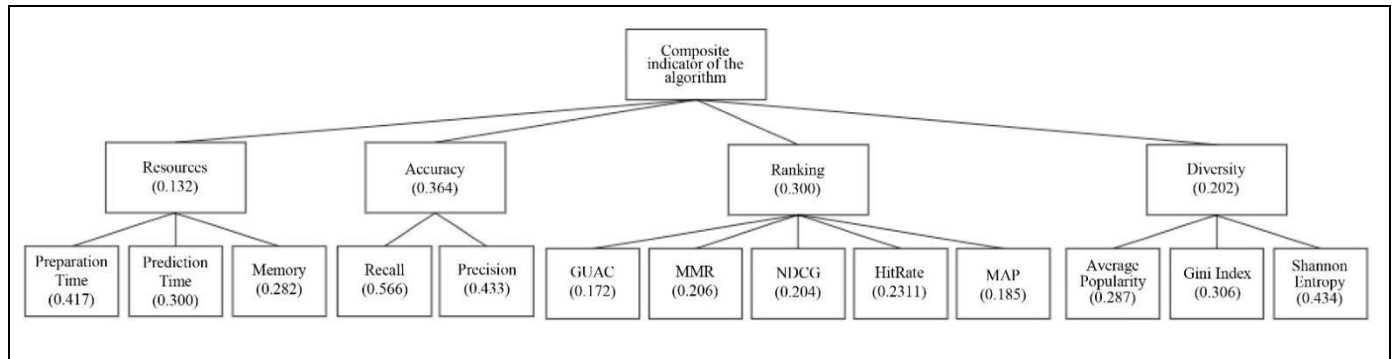 Composite
indicator of the
algorithm
Resources
(0.132)
Accuracy
(0.364)
Ranking
(0.300)
Diversity
(0.202)
Preparation
Time
(0.417)
Prediction
Time
(0.300)
Memory
(0.282)
Recall
(0.566)
Precision
(0.433)
GUAC
(0.172)
MMR
(0.206)
NDCG
(0.204)
HitRate
(0.2311)
MAP
(0.185)
Average
Popularity
(0.287)
Gini Index
(0.306)
Shannon
Entropy
(0.434)